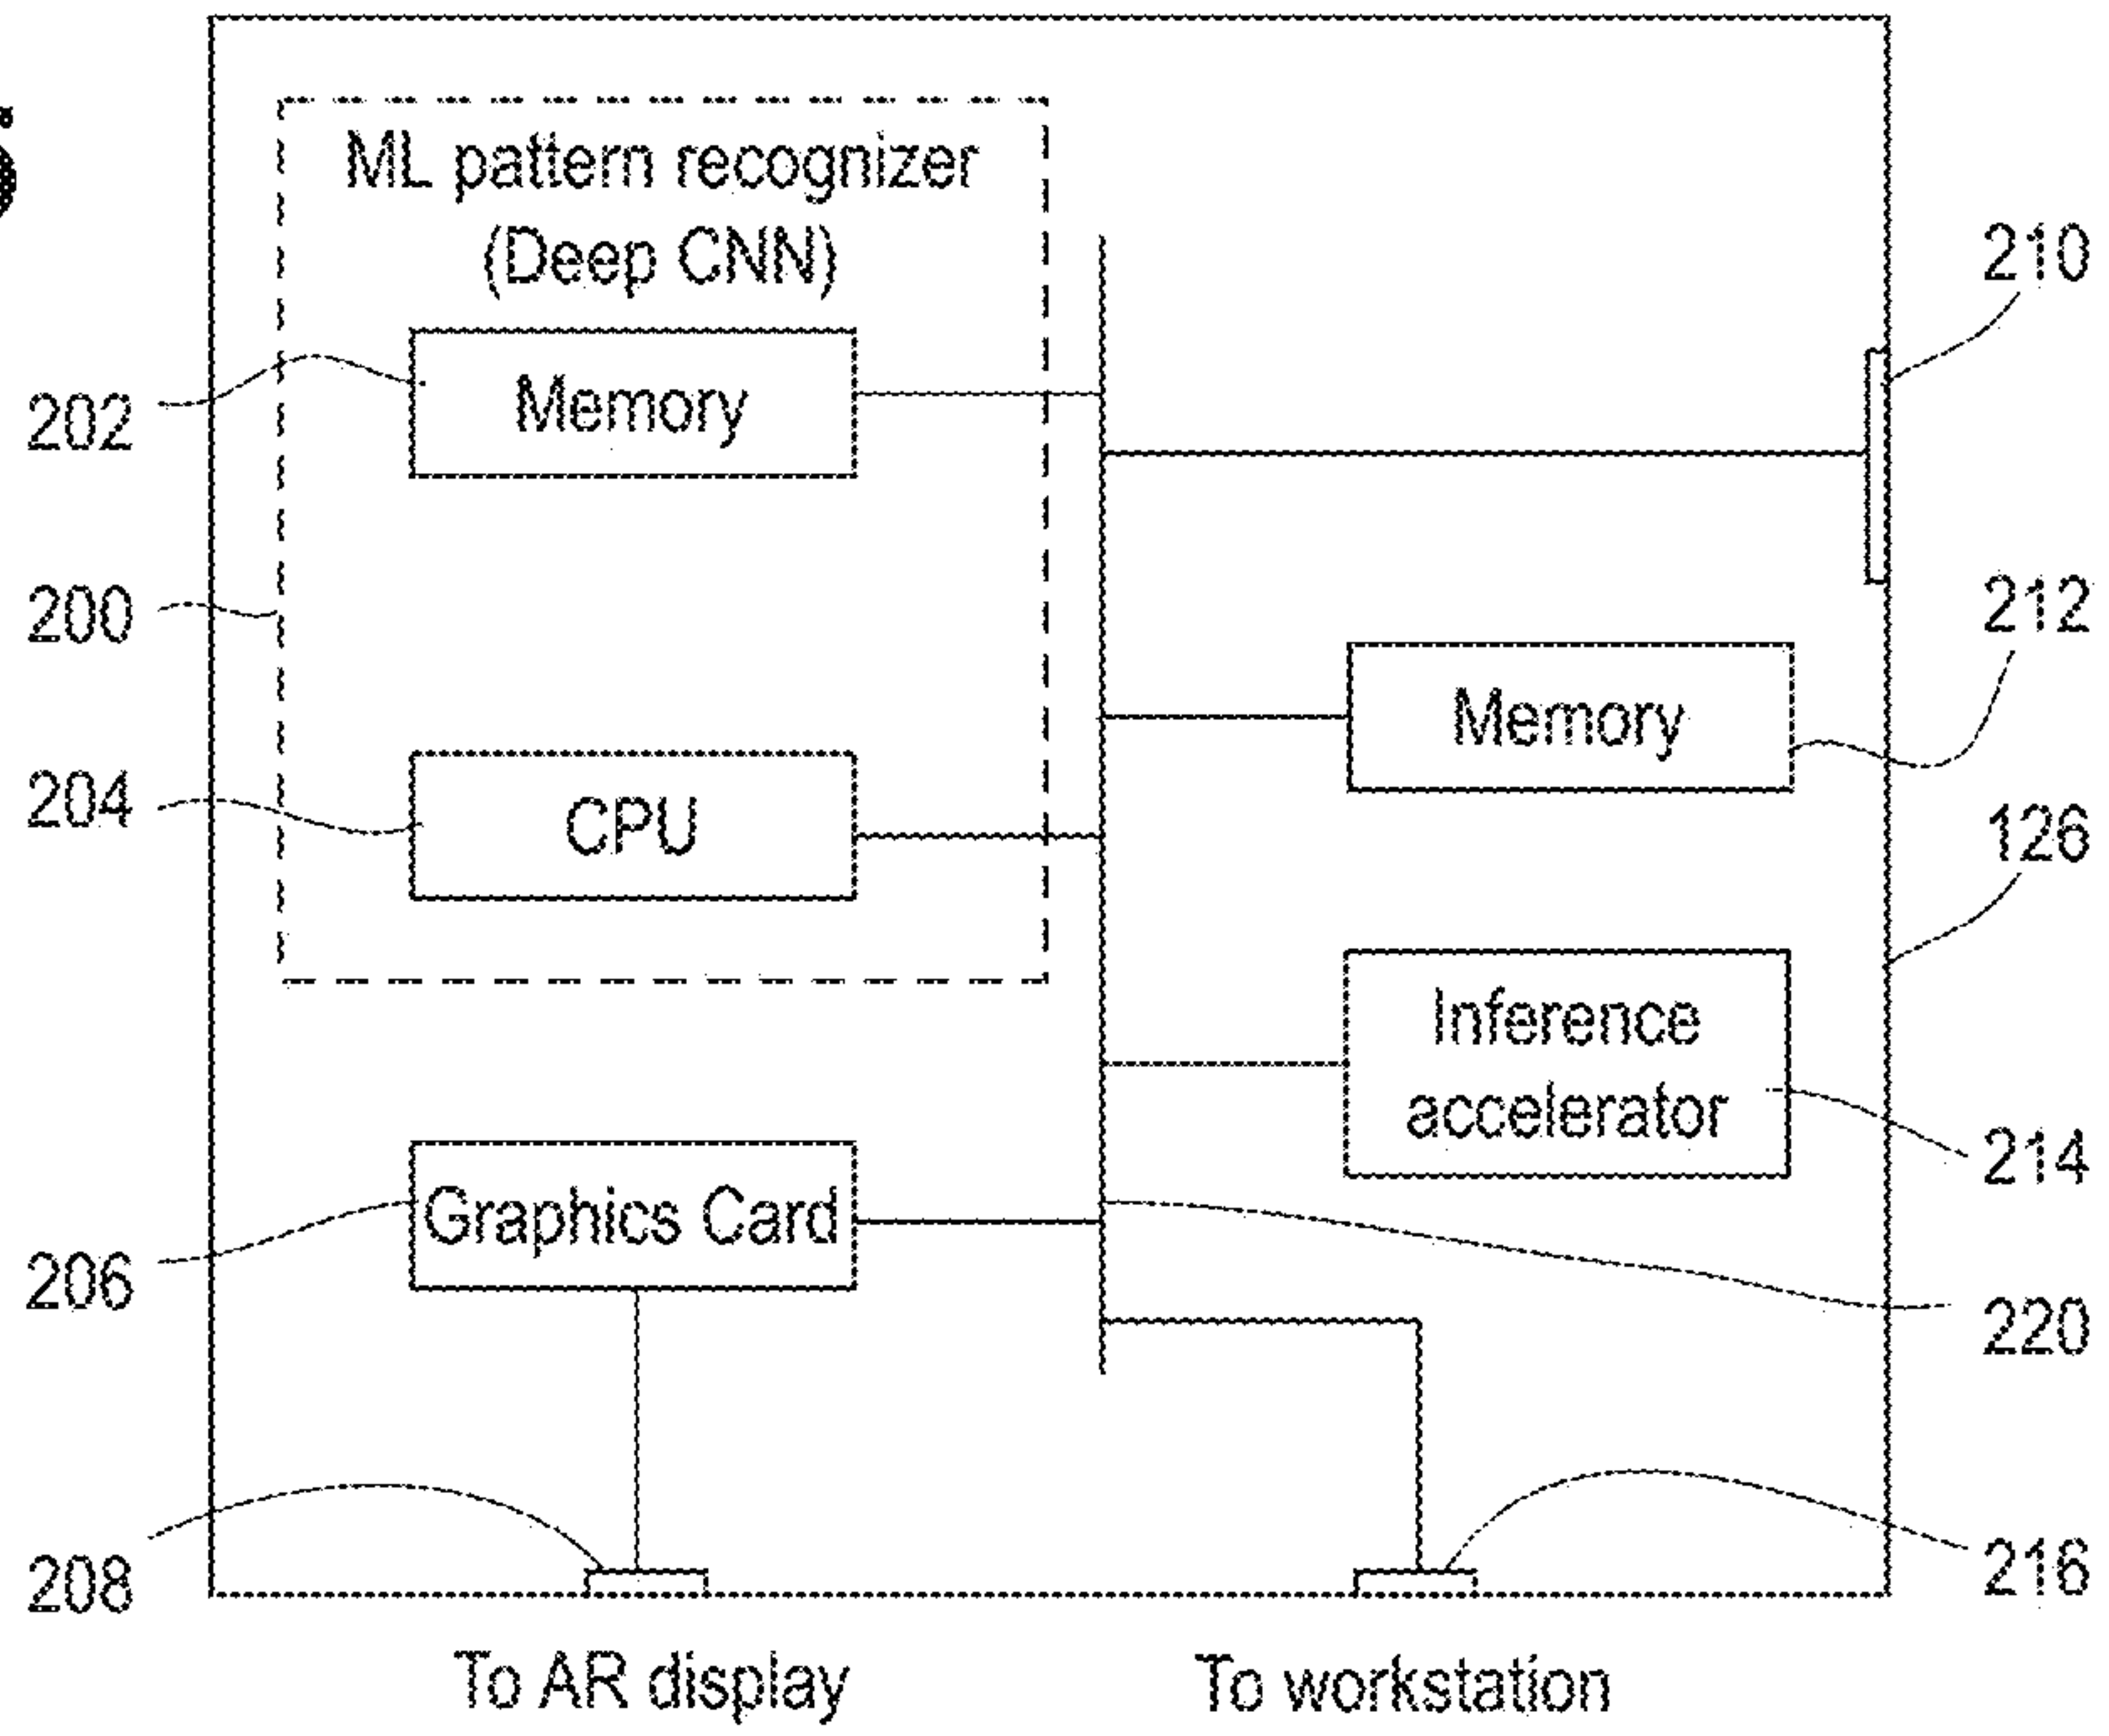 ML pattern recognizer
(Deep CNN)
210
202
Memory
200
212
Memory
204
CPU
126
Inference
accelerator
214
206
Graphics Card
220
208
216
To AR display
To workstation